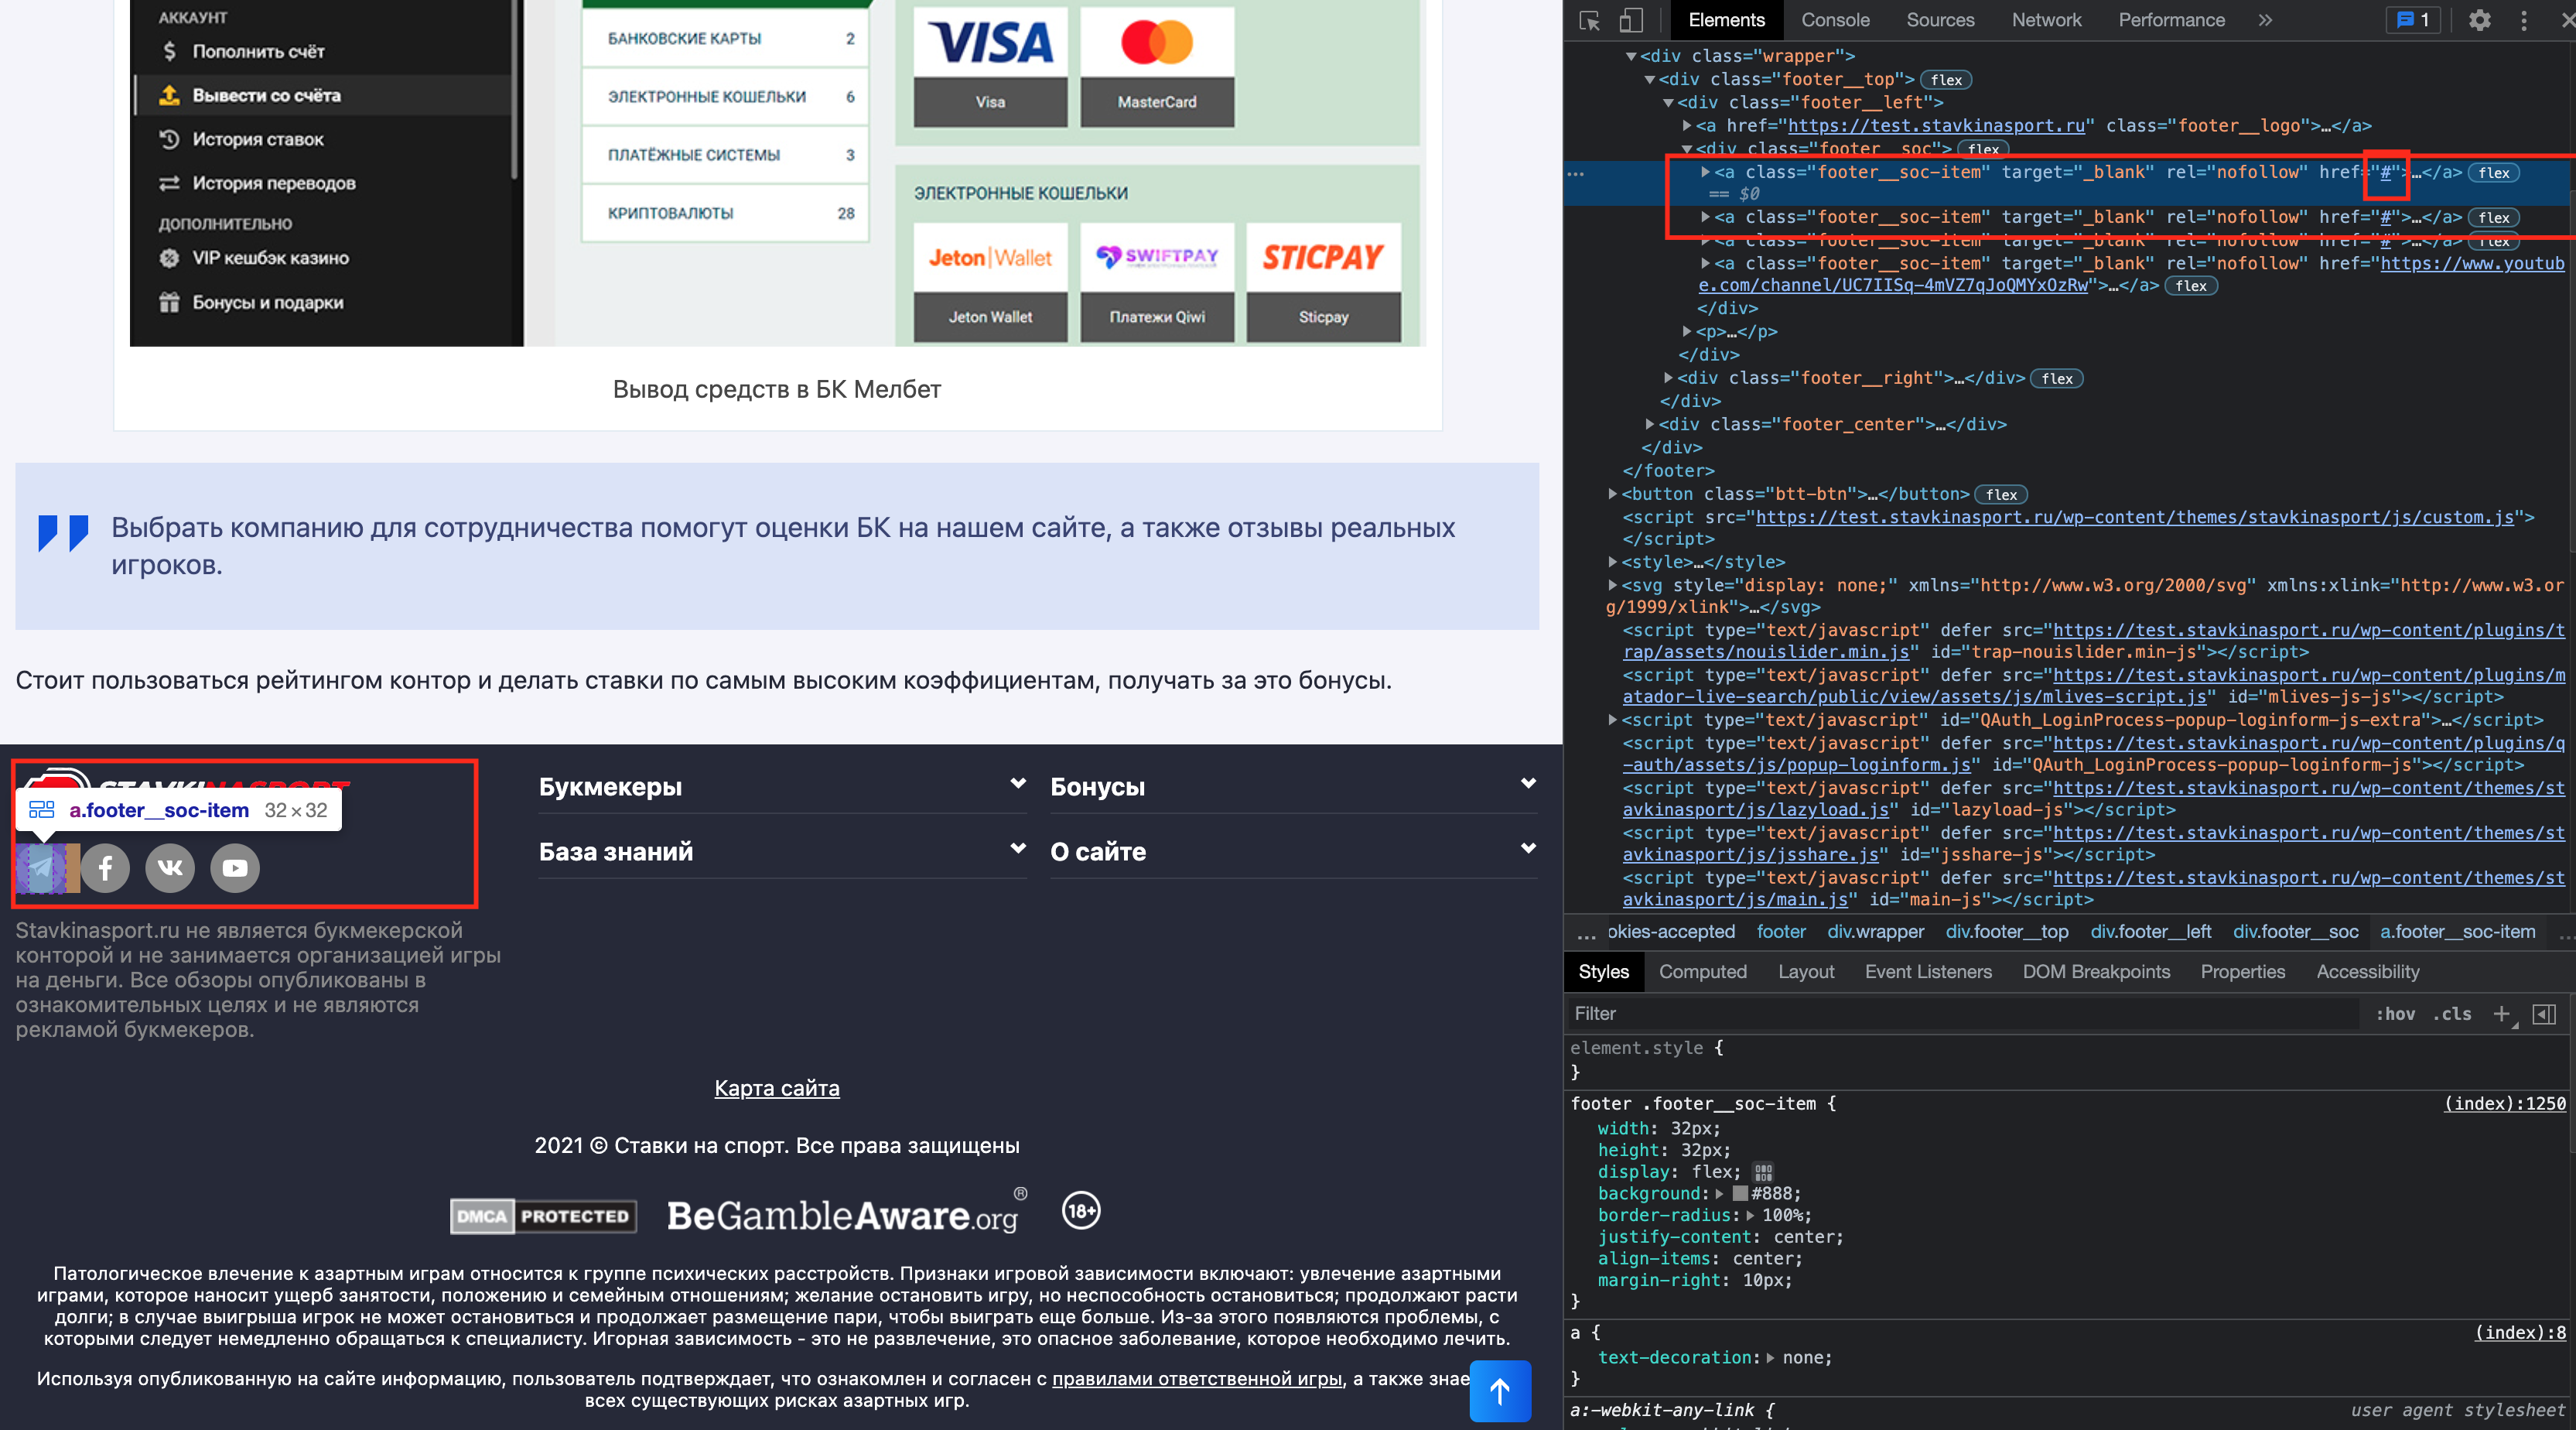 АККАУНТ
Пополнить счёт
Вывести со счёта
История ставок
История переводов
ДОПОЛНИТЕЛЬНО
VIP кешбэк казино
Бонусы и подарки
БАНКОВСКИЕ КАРТЫ 2
ЭЛЕКТРОННЫЕ КОШЕЛЬКИ 6
ПЛАТЁЖНЫЕ СИСТЕМЫ 3
КРИПТОВАЛЮТЫ 28
VISA
Visa
MasterCard
ЭЛЕКТРОННЫЕ КОШЕЛЬКИ
Jeton|Wallet
SWIFTPAY
STICPAY
Jeton Wallet
Платежи Qiwi
Sticpay
Вывод средств в БК Мелбет
Выбрать компанию для сотрудничества помогут оценки БК на нашем сайте, а также отзывы реальных
игроков.
Стоит пользоваться рейтингом контор и делать ставки по самым высоким коэффициентам, получать за это бонусы.
STAVKINASPORT
a.footer__soc-item 32 × 32
Stavkinasport.ru не является букмекерской
конторой и не занимается организацией игры
на деньги. Все обзоры опубликованы в
ознакомительных целях и не являются
рекламой букмекеров.
Букмекеры
Бонусы
База знаний
О сайте
Карта сайта
2021 © Ставки на спорт. Все права защищены
DMCA PROTECTED
BeGambleAware.org ®
18+
Патологическое влечение к азартным играм относится к группе психических расстройств. Признаки игровой зависимости включают: увлечение азартными
играми, которое наносит ущерб занятости, положению и семейным отношениям; желание остановить игру, но неспособность остановиться; продолжают расти
долги; в случае выигрыша игрок не может остановиться и продолжает размещение пари, чтобы выиграть еще больше. Из-за этого появляются проблемы, с
которыми следует немедленно обращаться к специалисту. Игорная зависимость - это не развлечение, это опасное заболевание, которое необходимо лечить.
Используя опубликованную на сайте информацию, пользователь подтверждает, что ознакомлен и согласен с правилами ответственной игры, а также знае
всех существующих рисках азартных игр.
Elements Console Sources Network Performance » 1
<div class="wrapper">
<div class="footer__top"> flex
<div class="footer__left">
<a href="https://test.stavkinasport.ru" class="footer__logo">…</a>
<div class="footer__soc"> flex
<a class="footer__soc-item" target="_blank" rel="nofollow" href="#">…</a> flex
== $0
<a class="footer__soc-item" target="_blank" rel="nofollow" href="#">…</a> flex
<a class="footer__soc-item" target="_blank" rel="nofollow" href="#">…</a> flex
<a class="footer__soc-item" target="_blank" rel="nofollow" href="https://www.youtub
e.com/channel/UC7IISq-4mVZ7qJoQMYxOzRw">…</a> flex
</div>
<p>…</p>
</div>
<div class="footer__right">…</div> flex
</div>
<div class="footer_center">…</div>
</div>
</footer>
<button class="btt-btn">…</button> flex
<script src="https://test.stavkinasport.ru/wp-content/themes/stavkinasport/js/custom.js">
</script>
<style>…</style>
<svg style="display: none;" xmlns="http://www.w3.org/2000/svg" xmlns:xlink="http://www.w3.or
g/1999/xlink">…</svg>
<script type="text/javascript" defer src="https://test.stavkinasport.ru/wp-content/plugins/t
rap/assets/nouislider.min.js" id="trap-nouislider.min-js"></script>
<script type="text/javascript" defer src="https://test.stavkinasport.ru/wp-content/plugins/m
atador-live-search/public/view/assets/js/mlives-script.js" id="mlives-js-js"></script>
<script type="text/javascript" id="QAuth_LoginProcess-popup-loginform-js-extra">…</script>
<script type="text/javascript" defer src="https://test.stavkinasport.ru/wp-content/plugins/q
-auth/assets/js/popup-loginform.js" id="QAuth_LoginProcess-popup-loginform-js"></script>
<script type="text/javascript" defer src="https://test.stavkinasport.ru/wp-content/themes/st
avkinasport/js/lazyload.js" id="lazyload-js"></script>
<script type="text/javascript" defer src="https://test.stavkinasport.ru/wp-content/themes/st
avkinasport/js/jsshare.js" id="jsshare-js"></script>
<script type="text/javascript" defer src="https://test.stavkinasport.ru/wp-content/themes/st
avkinasport/js/main.js" id="main-js"></script>
… okies-accepted footer div.wrapper div.footer__top div.footer__left div.footer__soc a.footer__soc-item …
Styles Computed Layout Event Listeners DOM Breakpoints Properties Accessibility
Filter :hov .cls +
element.style {
}
footer .footer__soc-item { (index):1250
width: 32px;
height: 32px;
display: flex;
background: #888;
border-radius: 100%;
justify-content: center;
align-items: center;
margin-right: 10px;
}
a { (index):8
text-decoration: none;
}
a:-webkit-any-link { user agent stylesheet